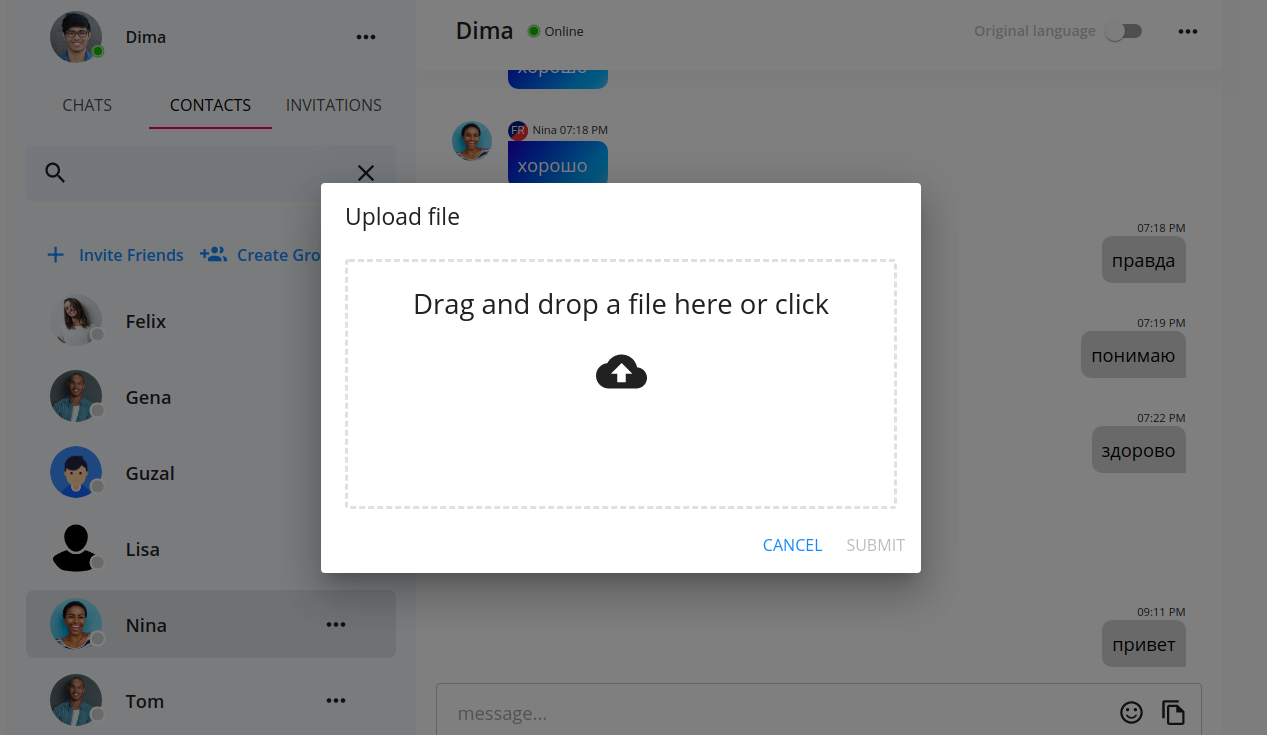 Dima
CHATS CONTACTS INVITATIONS
Invite Friends Create Gro
Felix
Gena
Guzal
Lisa
Nina
Tom
Dima Online Original language
хорошо
FR Nina 07:18 PM
хорошо
07:18 PM
правда
07:19 PM
понимаю
07:22 PM
здорово
09:11 PM
привет
message...
Upload file
Drag and drop a file here or click
CANCEL SUBMIT